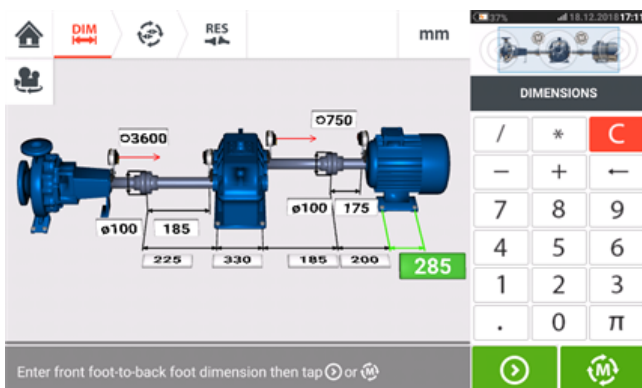 DIM
RES
mm
37%
18.12.2018 17:11
DIMENSIONS
ʊ3600
ʊ750
ø100
185
ø100
175
225
330
185
200
285
/ * C
− + ←
7 8 9
4 5 6
1 2 3
. 0 π
Enter front foot-to-back foot dimension then tap or M
M